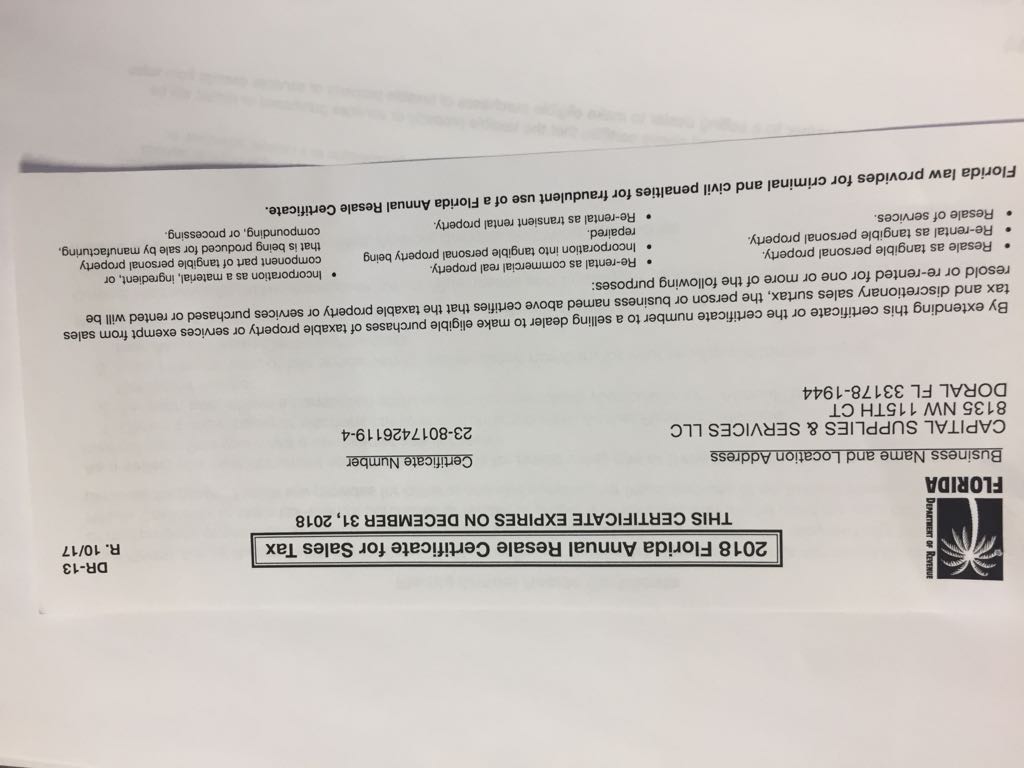 DEPARTMENT OF REVENUE
FLORIDA
2018 Florida Annual Resale Certificate for Sales Tax
THIS CERTIFICATE EXPIRES ON DECEMBER 31, 2018
DR-13
R. 10/17
Business Name and Location Address
CAPITAL SUPPLIES & SERVICES LLC
8135 NW 115TH CT
DORAL FL 33178-1944
Certificate Number
23-8017426119-4
By extending this certificate or the certificate number to a selling dealer to make eligible purchases of taxable property or services exempt from sales
tax and discretionary sales surtax, the person or business named above certifies that the taxable property or services purchased or rented will be
resold or re-rented for one or more of the following purposes:
• Resale as tangible personal property.
• Re-rental as tangible personal property.
• Resale of services.
• Re-rental as commercial real property.
• Incorporation into tangible personal property being
repaired.
• Re-rental as transient rental property.
• Incorporation as a material, ingredient, or
component part of tangible personal property
that is being produced for sale by manufacturing,
compounding, or processing.
Florida law provides for criminal and civil penalties for fraudulent use of a Florida Annual Resale Certificate.